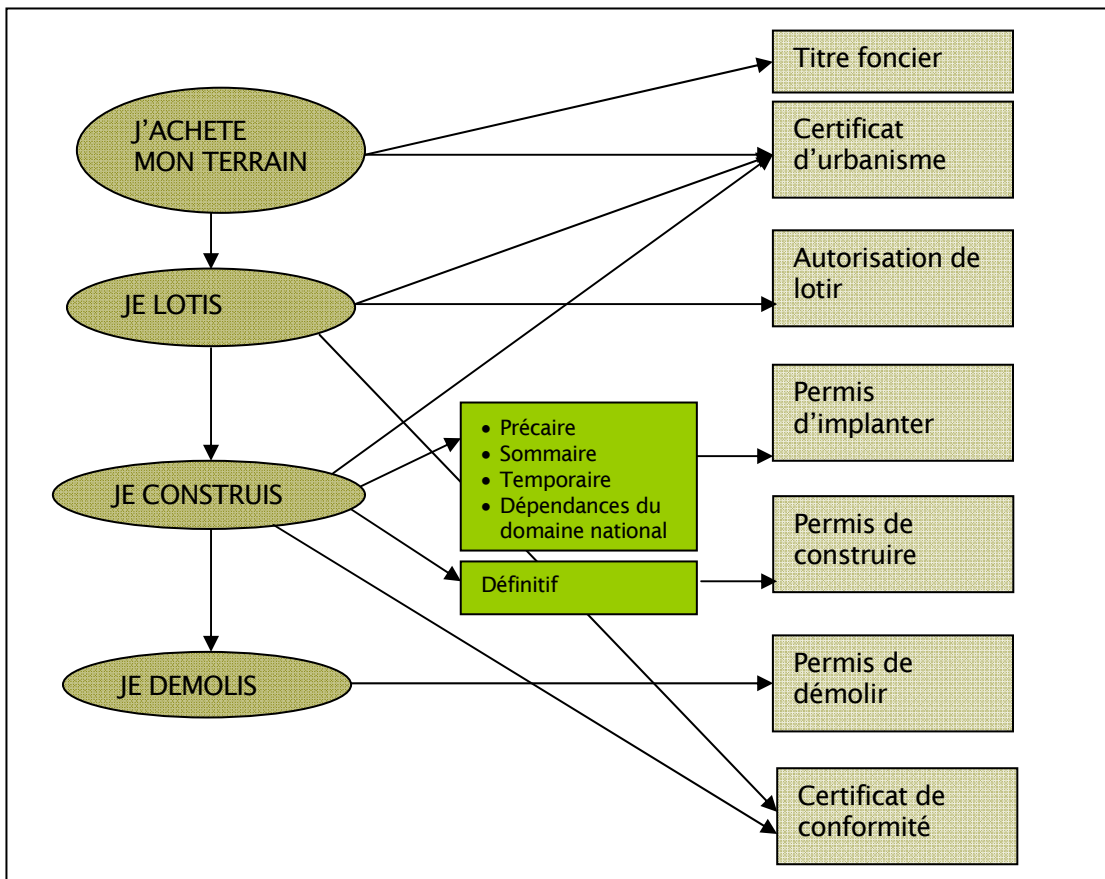 J'ACHETE
MON TERRAIN
JE LOTIS
JE CONSTRUIS
JE DEMOLIS
• Précaire
• Sommaire
• Temporaire
• Dépendances du
domaine national
Définitif
Titre foncier
Certificat
d'urbanisme
Autorisation de
lotir
Permis
d'implanter
Permis de
construire
Permis de
démolir
Certificat de
conformité